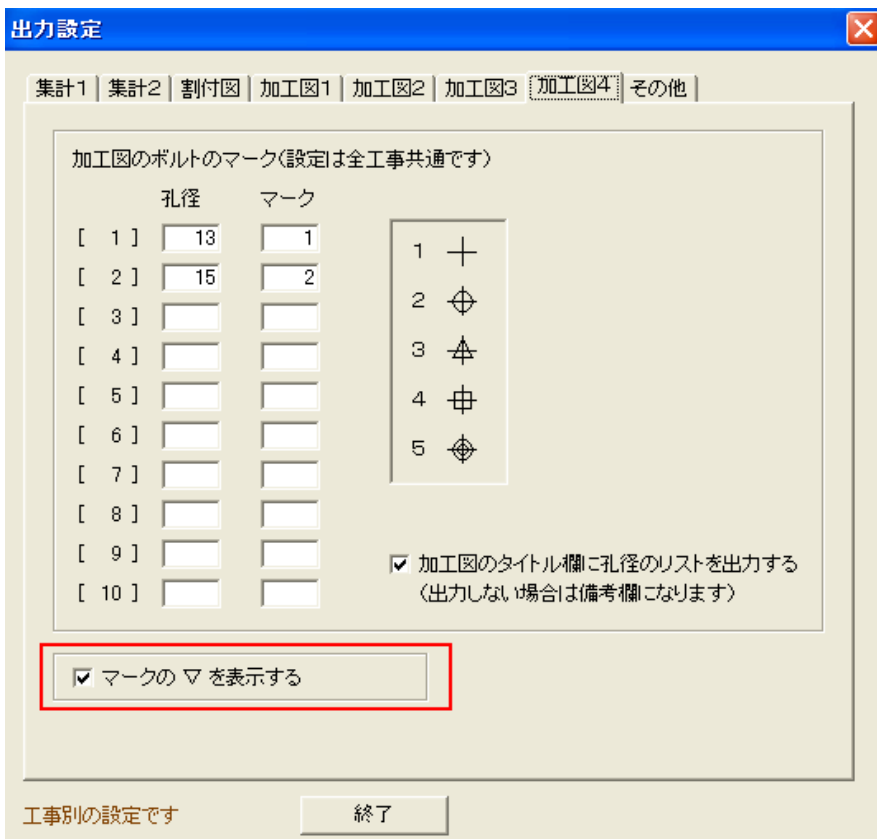 出力設定
集計1 集計2 割付図 加工図1 加工図2 加工図3 加工図4 その他
加工図のボルトのマーク(設定は全工事共通です)
孔径 マーク
[ 1 ] 13 1
[ 2 ] 15 2
[ 3 ]
[ 4 ]
[ 5 ]
[ 6 ]
[ 7 ]
[ 8 ]
[ 9 ]
[ 10 ]
1
2
3
4
5
加工図のタイトル欄に孔径のリストを出力する
(出力しない場合は備考欄になります)
マークの ▽ を表示する
工事別の設定です
終了